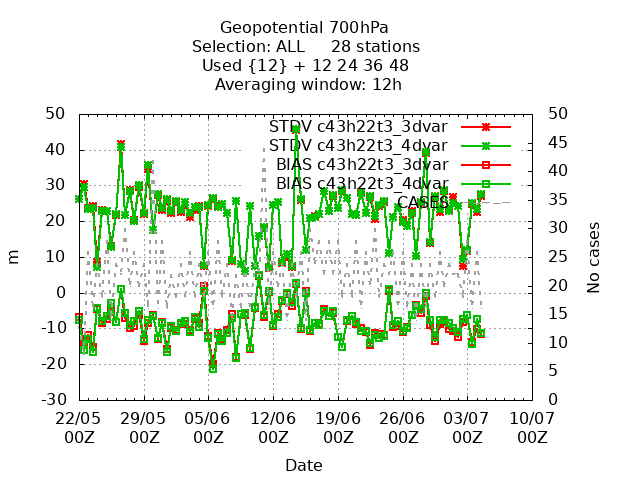 Geopotential 700hPa
Selection: ALL 28 stations
Used {12} + 12 24 36 48
Averaging window: 12h
STDV c43h22t3_3dvar
STDV c43h22t3_4dvar
BIAS c43h22t3_3dvar
BIAS c43h22t3_4dvar
CASES
50
40
30
20
10
0
-10
-20
-30
m
50
45
40
35
30
25
20
15
10
5
0
No cases
22/05 29/05 05/06 12/06 19/06 26/06 03/07 10/07
00Z 00Z 00Z 00Z 00Z 00Z 00Z 00Z
Date